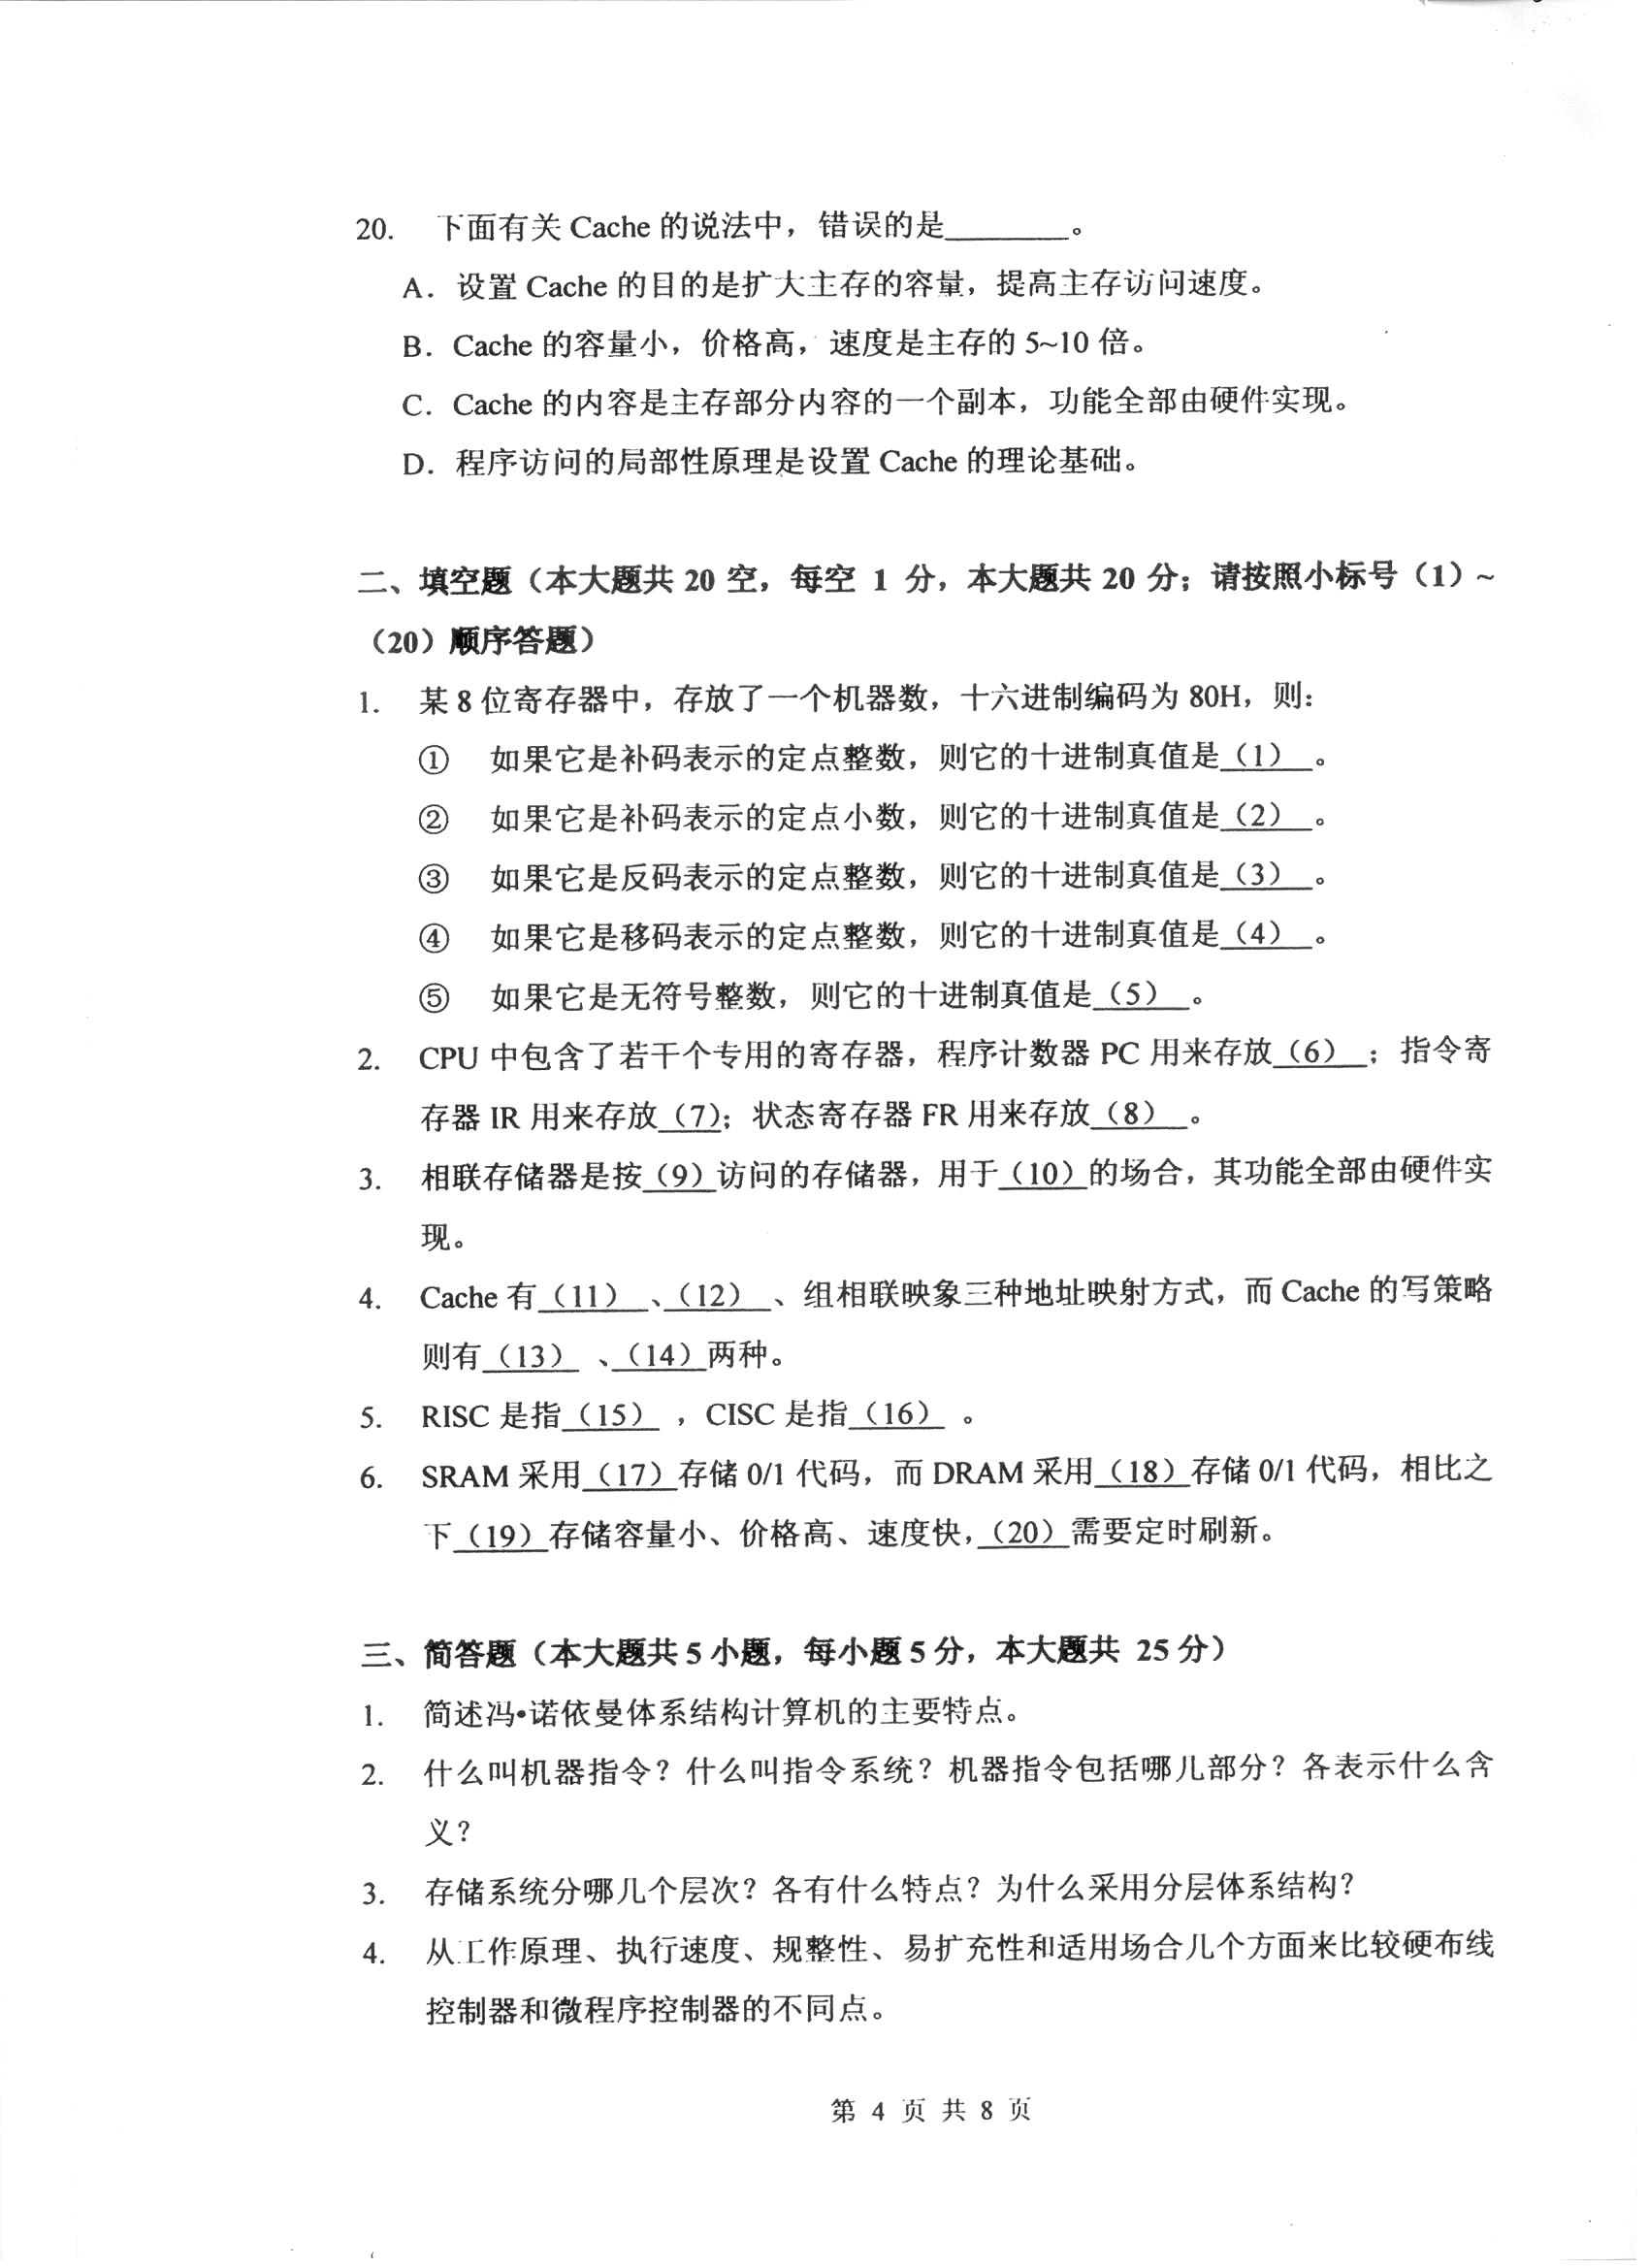 20. 下面有关 Cache 的说法中，错误的是________。
A．设置 Cache 的目的是扩大主存的容量，提高主存访问速度。
B．Cache 的容量小，价格高，速度是主存的 5~10 倍。
C．Cache 的内容是主存部分内容的一个副本，功能全部由硬件实现。
D．程序访问的局部性原理是设置 Cache 的理论基础。
二、填空题（本大题共 20 空，每空 1 分，本大题共 20 分；请按照小标号（1）~
（20）顺序答题）
1. 某 8 位寄存器中，存放了一个机器数，十六进制编码为 80H，则：
① 如果它是补码表示的定点整数，则它的十进制真值是（1）。
② 如果它是补码表示的定点小数，则它的十进制真值是（2）。
③ 如果它是反码表示的定点整数，则它的十进制真值是（3）。
④ 如果它是移码表示的定点整数，则它的十进制真值是（4）。
⑤ 如果它是无符号整数，则它的十进制真值是（5）。
2. CPU 中包含了若干个专用的寄存器，程序计数器 PC 用来存放（6）；指令寄
存器 IR 用来存放（7）；状态寄存器 FR 用来存放（8）。
3. 相联存储器是按（9）访问的存储器，用于（10）的场合，其功能全部由硬件实
现。
4. Cache 有（11）、（12）、组相联映象三种地址映射方式，而 Cache 的写策略
则有（13）、（14）两种。
5. RISC 是指（15），CISC 是指（16）。
6. SRAM 采用（17）存储 0/1 代码，而 DRAM 采用（18）存储 0/1 代码，相比之
下（19）存储容量小、价格高、速度快，（20）需要定时刷新。
三、简答题（本大题共 5 小题，每小题 5 分，本大题共 25 分）
1. 简述冯•诺依曼体系结构计算机的主要特点。
2. 什么叫机器指令？什么叫指令系统？机器指令包括哪几部分？各表示什么含
义？
3. 存储系统分哪几个层次？各有什么特点？为什么采用分层体系结构？
4. 从工作原理、执行速度、规整性、易扩充性和适用场合几个方面来比较硬布线
控制器和微程序控制器的不同点。
第 4 页 共 8 页